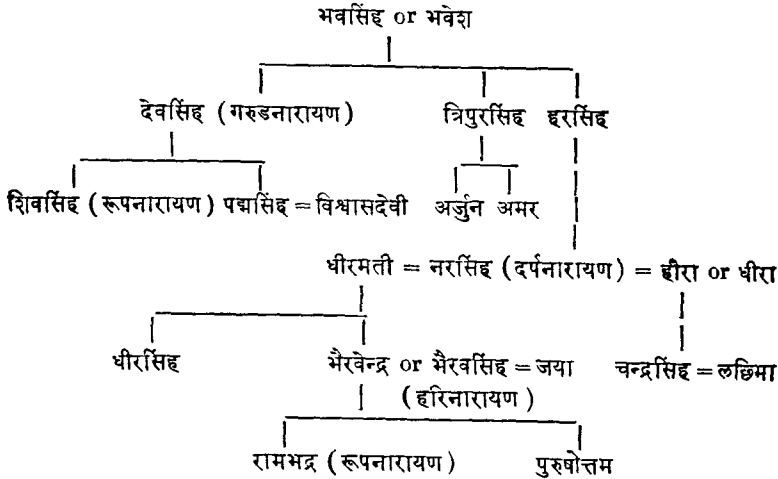 भवसिंह or भवेश
देवसिंह (गरुडनारायण) त्रिपुरसिंह हरसिंह
शिवसिंह (रूपनारायण) पद्मसिंह = विश्वासदेवी अर्जुन अमर
धीरमती = नरसिंह (दर्पनारायण) = हीरा or धीरा
धीरसिंह भैरवेन्द्र or भैरवसिंह = जया चन्द्रसिंह = लछिमा
(हरिनारायण)
रामभद्र (रूपनारायण) पुरुषोत्तम